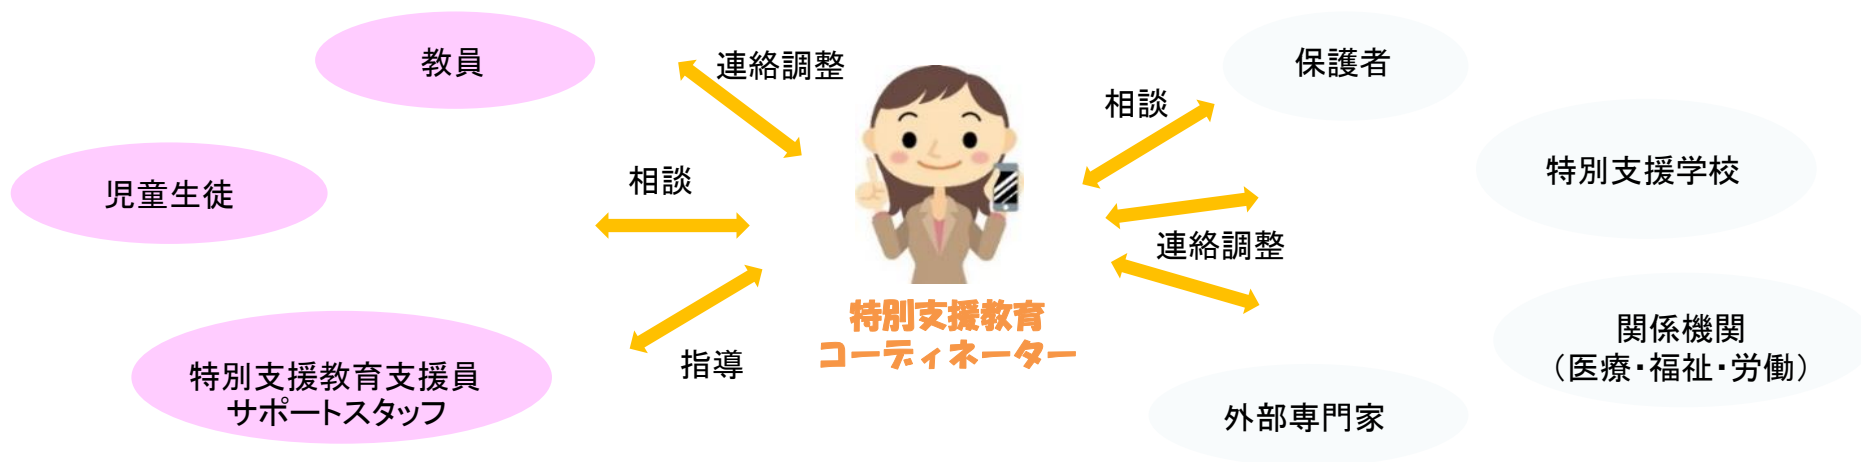 教員
連絡調整
保護者
相談
児童生徒
相談
特別支援学校
連絡調整
特別支援教育
コーディネーター
指導
特別支援教育支援員
サポートスタッフ
関係機関
（医療・福祉・労働）
外部専門家